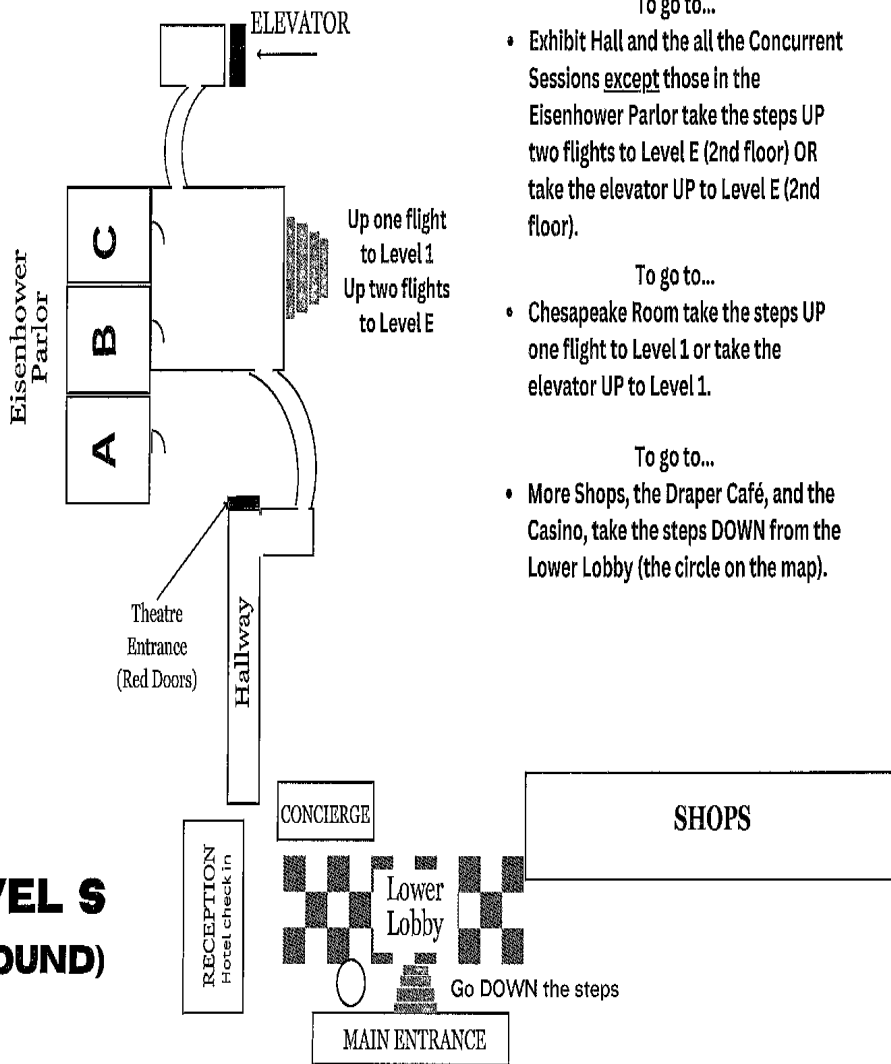 ELEVATOR
To go to...
• Exhibit Hall and the all the Concurrent
Sessions except those in the
Eisenhower Parlor take the steps UP
two flights to Level E (2nd floor) OR
take the elevator UP to Level E (2nd
floor).
To go to...
• Chesapeake Room take the steps UP
one flight to Level 1 or take the
elevator UP to Level 1.
To go to...
• More Shops, the Draper Café, and the
Casino, take the steps DOWN from the
Lower Lobby (the circle on the map).
Up one flight
to Level 1
Up two flights
to Level E
Eisenhower
Parlor
C
B
A
Theatre
Entrance
(Red Doors)
Hallway
CONCIERGE
SHOPS
RECEPTION
Hotel check in
Lower
Lobby
VEL S
OUND)
Go DOWN the steps
MAIN ENTRANCE